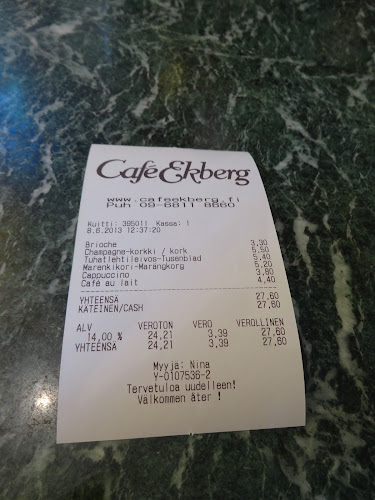 Café Ekberg
www.cafeekberg.fi
Puh 09-6811 8660
Kuitti: 395011 Kassa: 1
8.6.2013 12:37:20
Brioche 3,30
Champagne-korkki / kork 5,50
Tuhatlehtileivos-Tusenblad 5,40
Marenkikori-Marängkorg 5,20
Cappuccino 3,80
Café au lait 4,40
YHTEENSÄ 27,60
KÄTEINEN/CASH 27,60
ALV VEROTON VERO VEROLLINEN
14,00 % 24,21 3,39 27,60
YHTEENSÄ 24,21 3,39 27,60
Myyjä: Nina
Y-0107536-2
Tervetuloa uudelleen!
Välkommen åter !